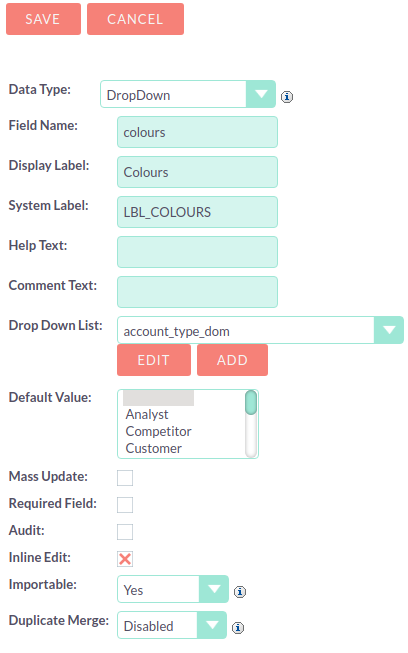 SAVE CANCEL
Data Type: DropDown
Field Name: colours
Display Label: Colours
System Label: LBL_COLOURS
Help Text:
Comment Text:
Drop Down List: account_type_dom
EDIT ADD
Default Value:
Analyst
Competitor
Customer
Mass Update:
Required Field:
Audit:
Inline Edit:
Importable: Yes
Duplicate Merge: Disabled